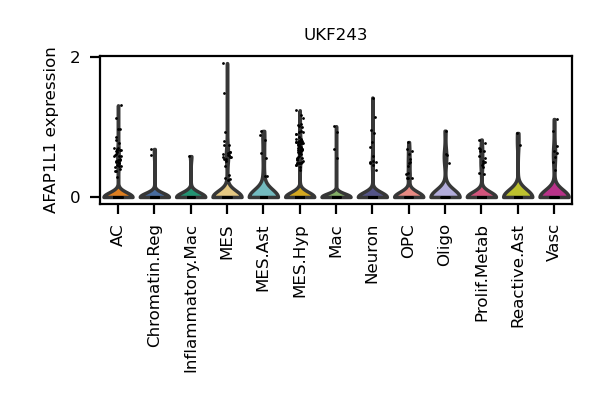 UKF243
AFAP1L1 expression
2
0
AC
Chromatin.Reg
Inflammatory.Mac
MES
MES.Ast
MES.Hyp
Mac
Neuron
OPC
Oligo
Prolif.Metab
Reactive.Ast
Vasc